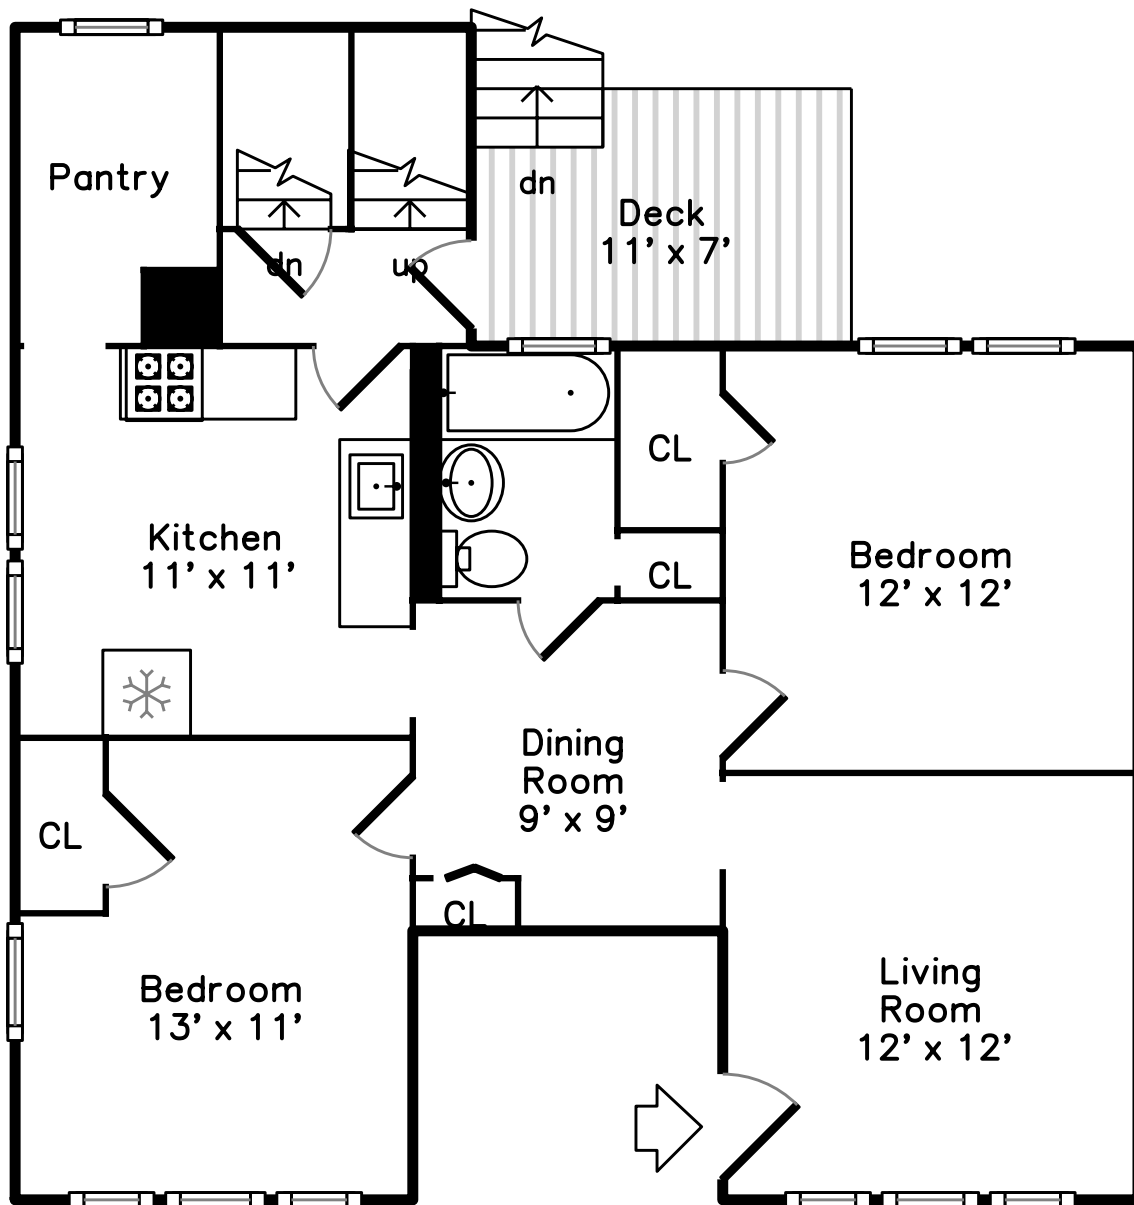 Pantry
dn
Deck
11' x 7'
dn
up
CL
Kitchen
11' x 11'
Bedroom
12' x 12'
CL
Dining
Room
9' x 9'
CL
CL
Living
Room
12' x 12'
Bedroom
13' x 11'